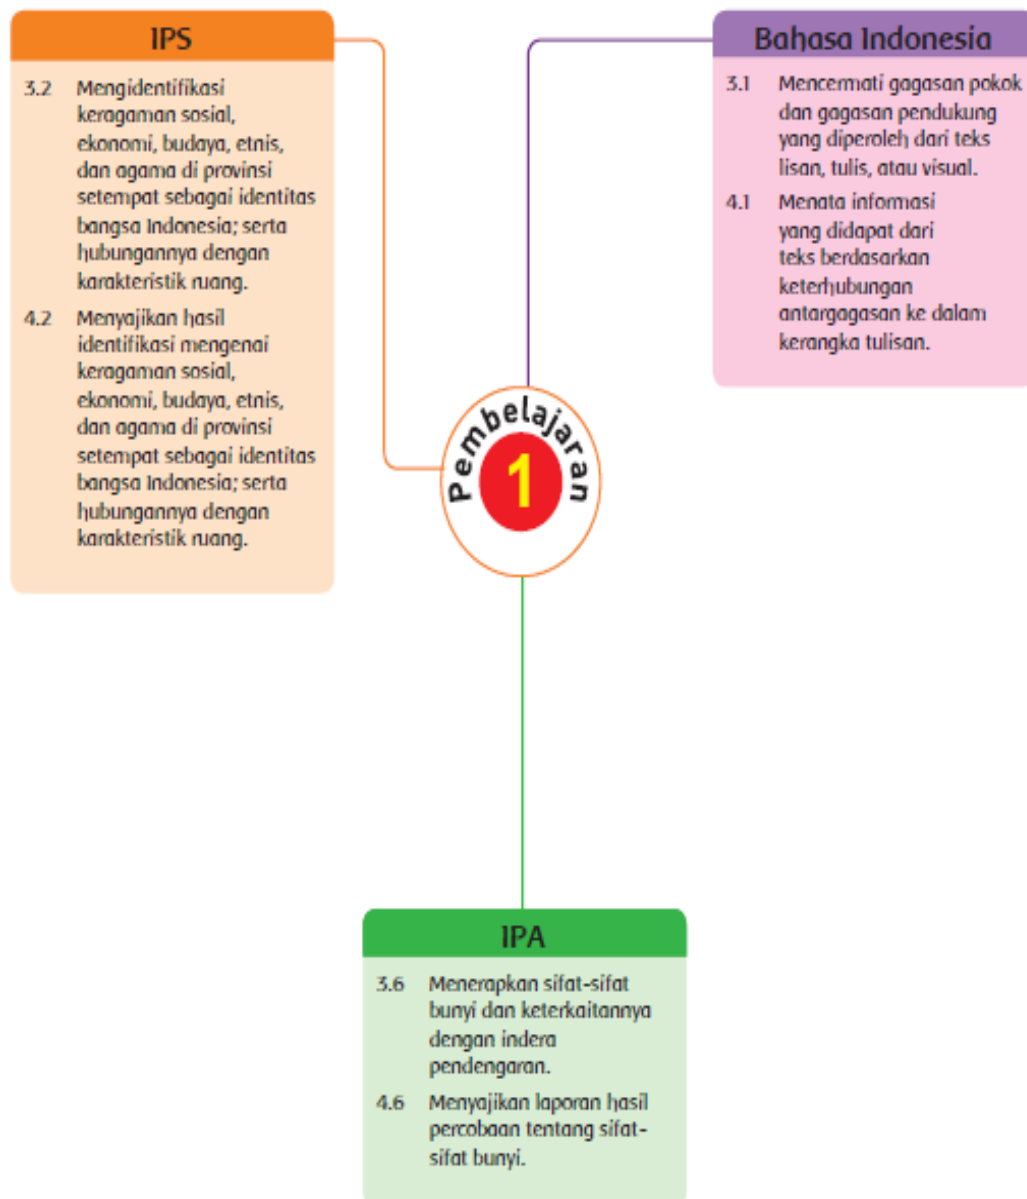 IPS
3.2 Mengidentifikasi
keragaman sosial,
ekonomi, budaya, etnis,
dan agama di provinsi
setempat sebagai identitas
bangsa Indonesia; serta
hubungannya dengan
karakteristik ruang.
4.2 Menyajikan hasil
identifikasi mengenai
keragaman sosial,
ekonomi, budaya, etnis,
dan agama di provinsi
setempat sebagai identitas
bangsa Indonesia; serta
hubungannya dengan
karakteristik ruang.
Bahasa Indonesia
3.1 Mencermati gagasan pokok
dan gagasan pendukung
yang diperoleh dari teks
lisan, tulis, atau visual.
4.1 Menata informasi
yang didapat dari
teks berdasarkan
keterhubungan
antargagasan ke dalam
kerangka tulisan.
Pembelajaran
1
IPA
3.6 Menerapkan sifat-sifat
bunyi dan keterkaitannya
dengan indera
pendengaran.
4.6 Menyajikan laporan hasil
percobaan tentang sifat-
sifat bunyi.